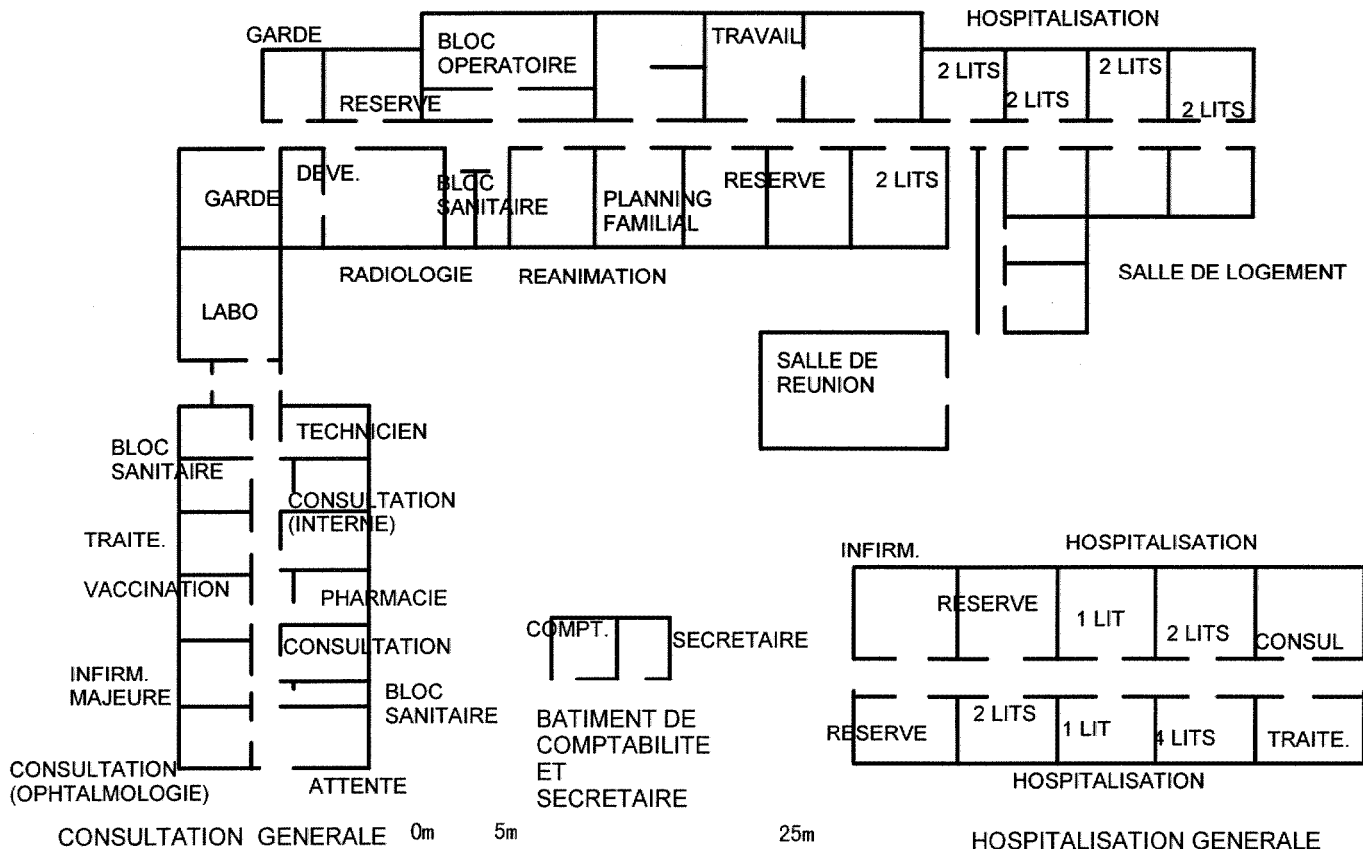 HOSPITALISATION
GARDE
BLOC
OPERATOIRE
TRAVAIL
2 LITS
2 LITS
2 LITS
2 LITS
RESERVE
DEVE.
GARDE
BLOC
SANITAIRE
PLANNING
FAMILIAL
RESERVE
2 LITS
RADIOLOGIE
REANIMATION
SALLE DE LOGEMENT
LABO
SALLE DE
REUNION
TECHNICIEN
BLOC
SANITAIRE
CONSULTATION
(INTERNE)
TRAITE.
VACCINATION
PHARMACIE
CONSULTATION
INFIRM.
MAJEURE
BLOC
SANITAIRE
CONSULTATION
(OPHTALMOLOGIE)
ATTENTE
CONSULTATION GENERALE
COMPT.
SECRETAIRE
BATIMENT DE
COMPTABILITE
ET
SECRETAIRE
0m 5m 25m
INFIRM.
HOSPITALISATION
RESERVE
1 LIT
2 LITS
CONSUL
RESERVE
2 LITS
1 LIT
4 LITS
TRAITE.
HOSPITALISATION
HOSPITALISATION GENERALE